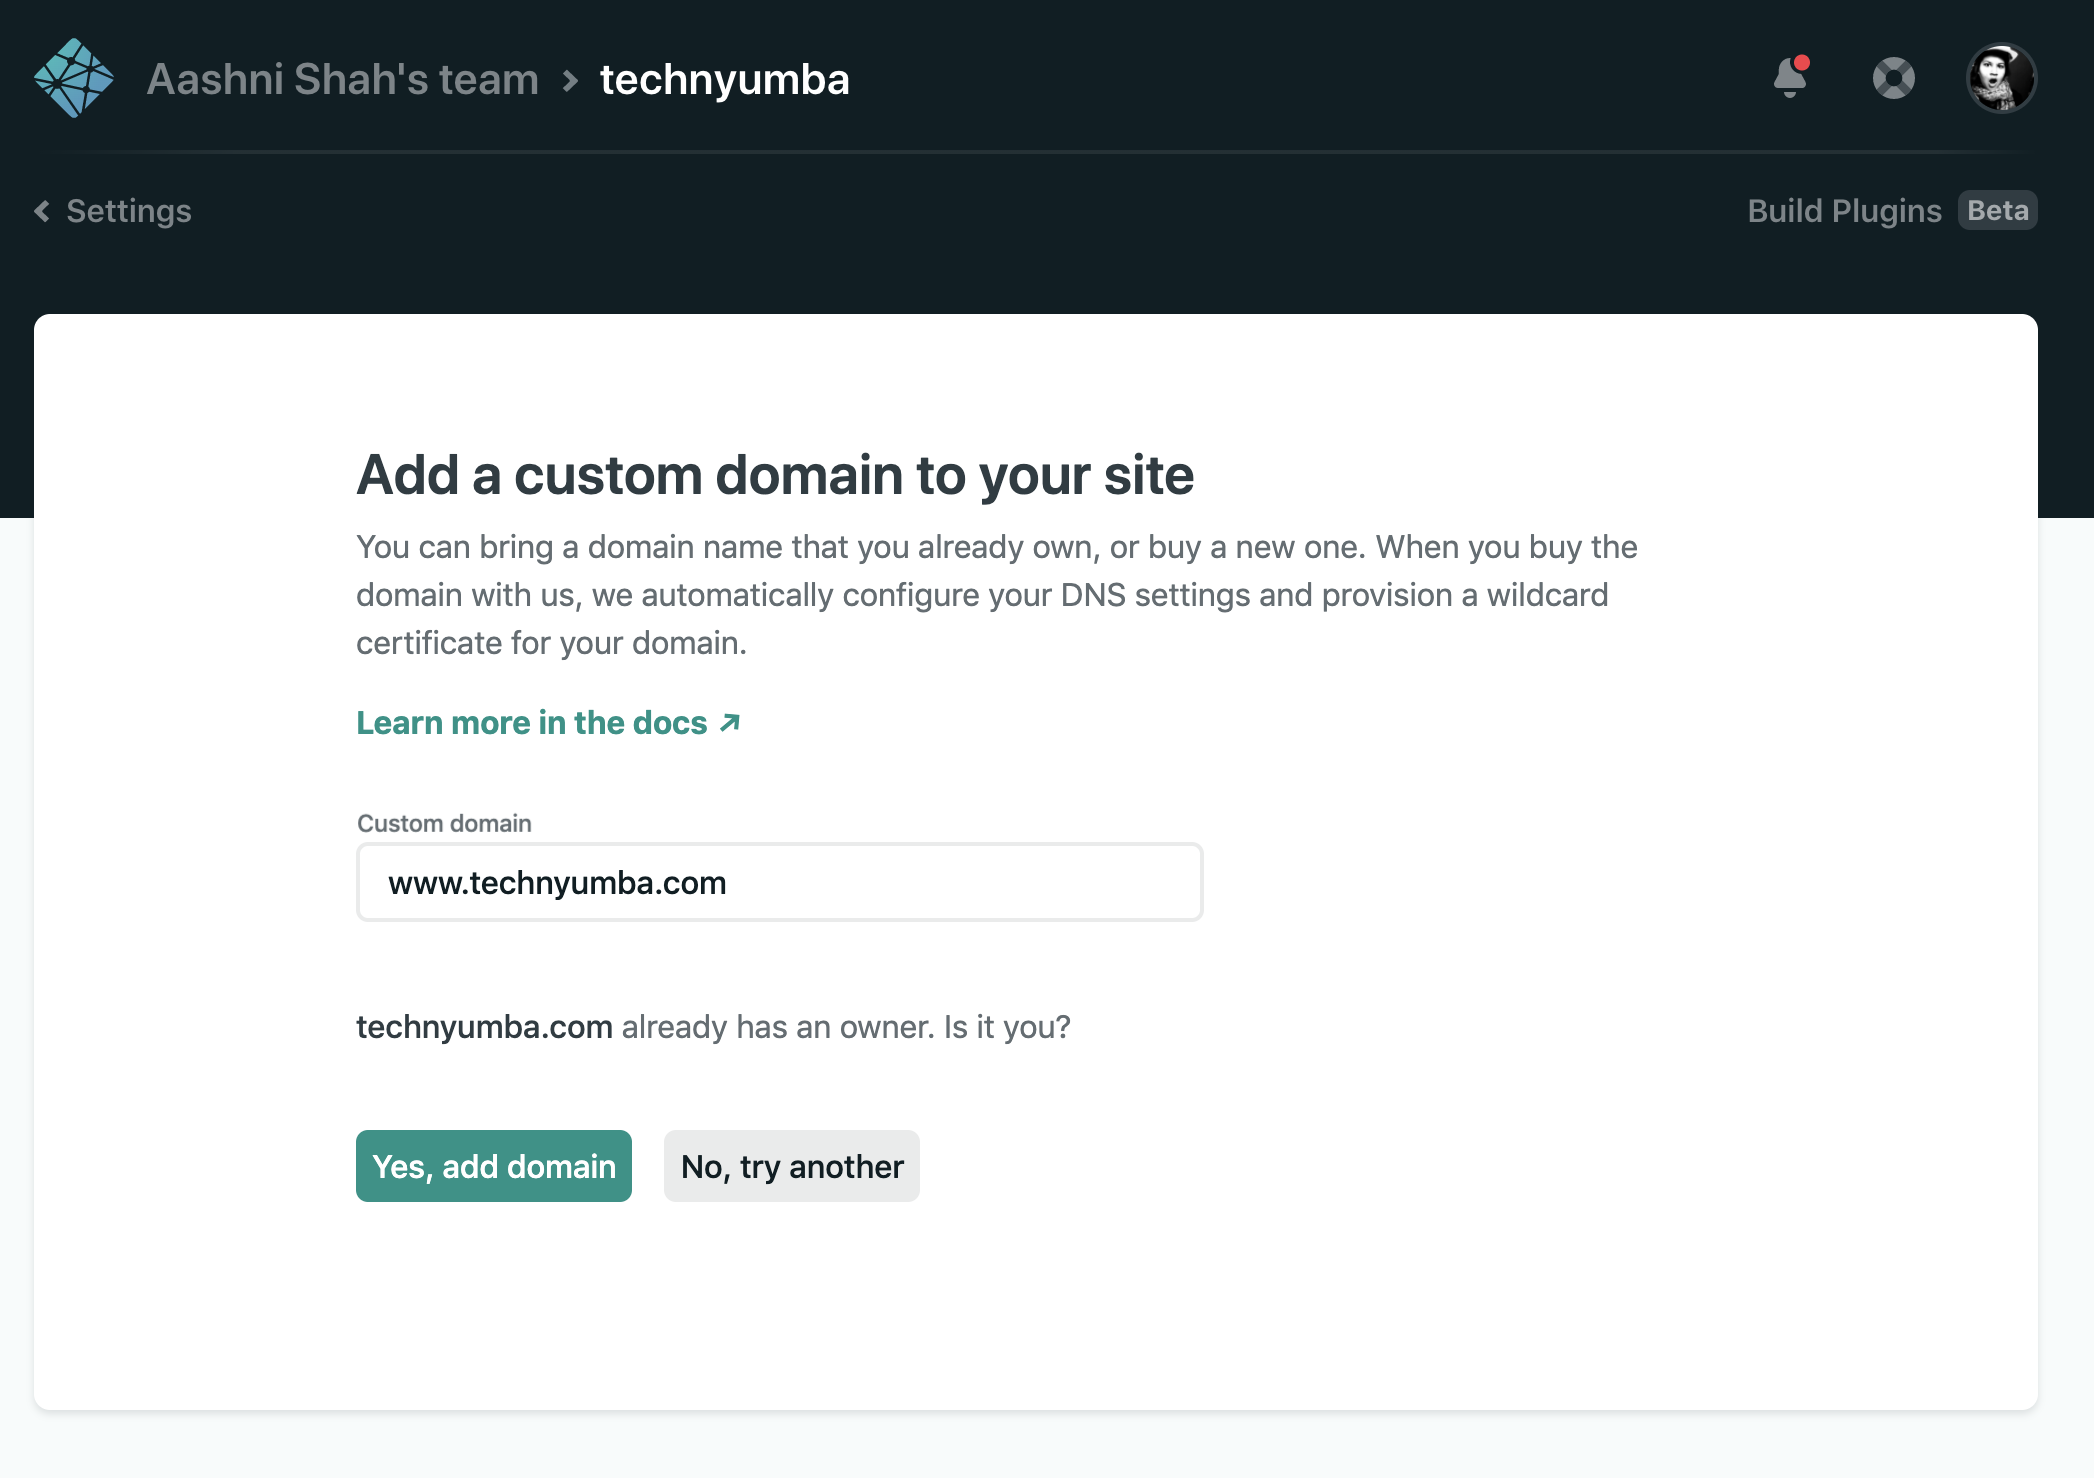 Aashni Shah's team > technyumba
Settings
Build Plugins Beta
Add a custom domain to your site
You can bring a domain name that you already own, or buy a new one. When you buy the
domain with us, we automatically configure your DNS settings and provision a wildcard
certificate for your domain.
Learn more in the docs ↗
Custom domain
www.technyumba.com
technyumba.com already has an owner. Is it you?
Yes, add domain
No, try another